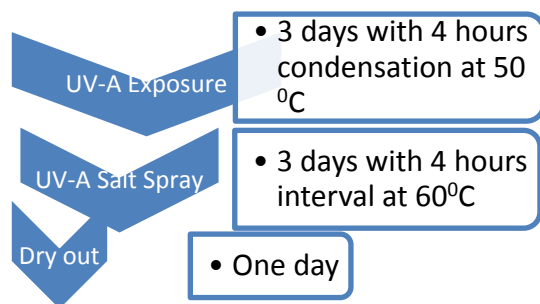 UV-A Exposure
• 3 days with 4 hours
condensation at 50
⁰C
UV-A Salt Spray
• 3 days with 4 hours
interval at 60⁰C
Dry out
• One day